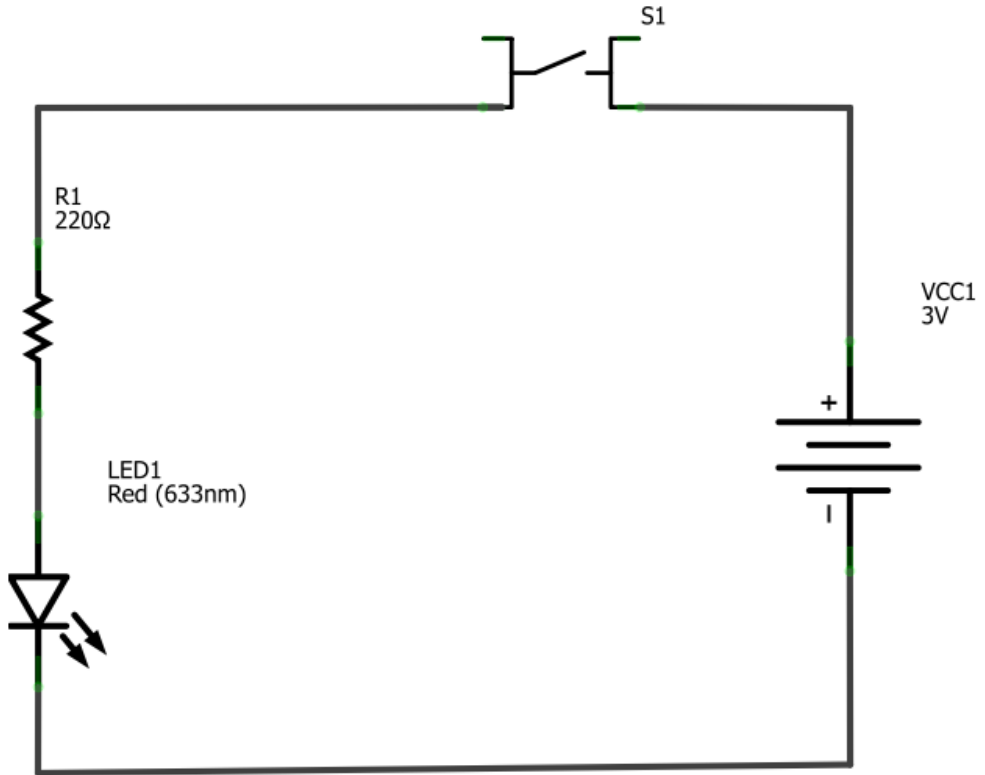 S1
R1
220Ω
VCC1
3V
+
LED1
Red (633nm)